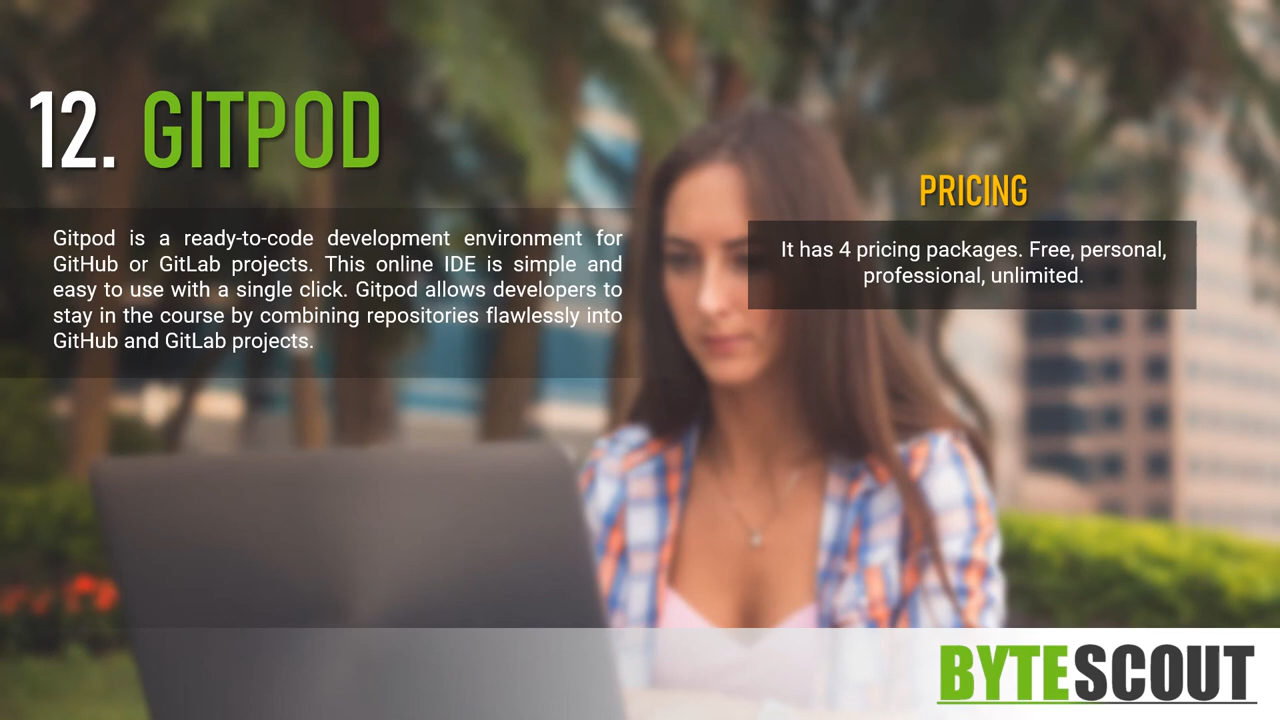 12. GITPOD
Gitpod is a ready-to-code development environment for
GitHub or GitLab projects. This online IDE is simple and
easy to use with a single click. Gitpod allows developers to
stay in the course by combining repositories flawlessly into
GitHub and GitLab projects.
PRICING
It has 4 pricing packages. Free, personal,
professional, unlimited.
BYTESCOUT